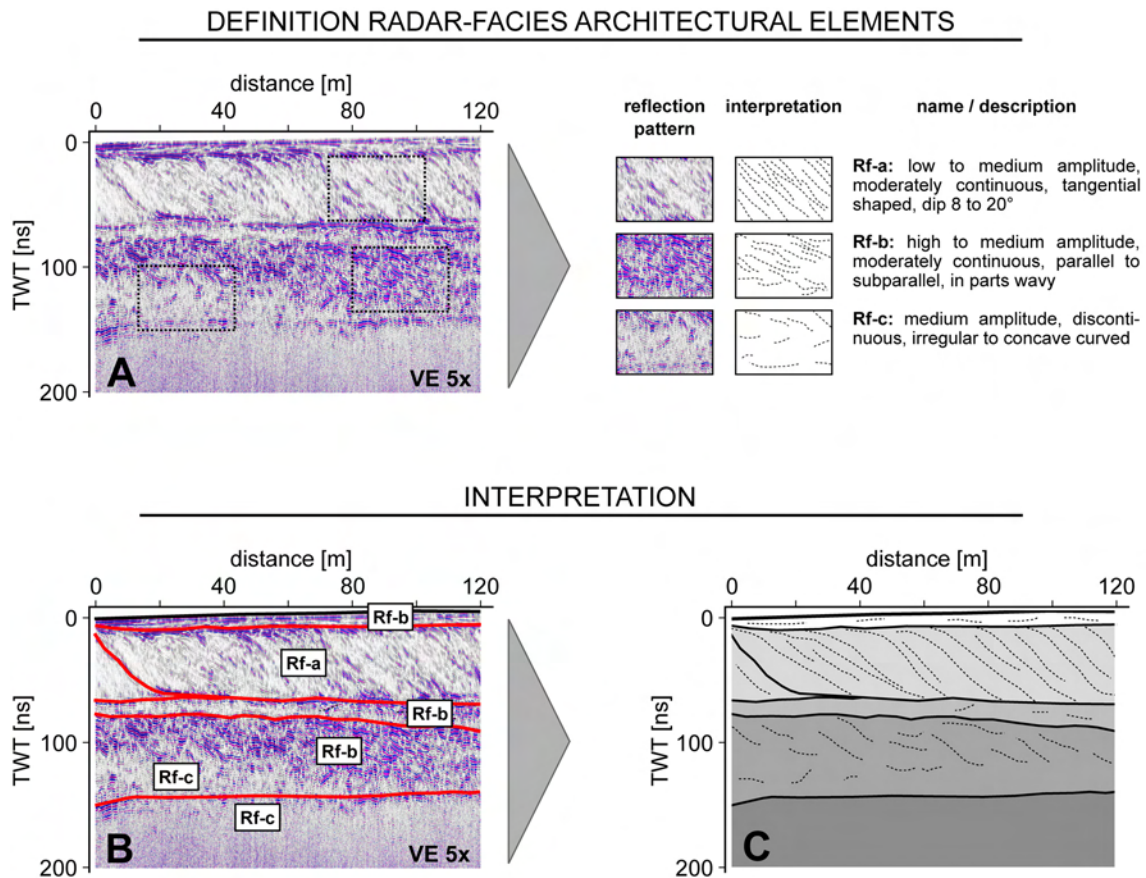 DEFINITION RADAR-FACIES ARCHITECTURAL ELEMENTS
distance [m]
0 40 80 120
TWT [ns]
0
100
200
A
VE 5x
reflection pattern
interpretation
name / description
Rf-a: low to medium amplitude,
moderately continuous, tangential
shaped, dip 8 to 20°
Rf-b: high to medium amplitude,
moderately continuous, parallel to
subparallel, in parts wavy
Rf-c: medium amplitude, disconti-
nuous, irregular to concave curved
INTERPRETATION
distance [m]
0 40 80 120
TWT [ns]
0
100
200
Rf-b
Rf-a
Rf-b
Rf-b
Rf-c
Rf-c
B
VE 5x
distance [m]
0 40 80 120
TWT [ns]
0
100
200
C